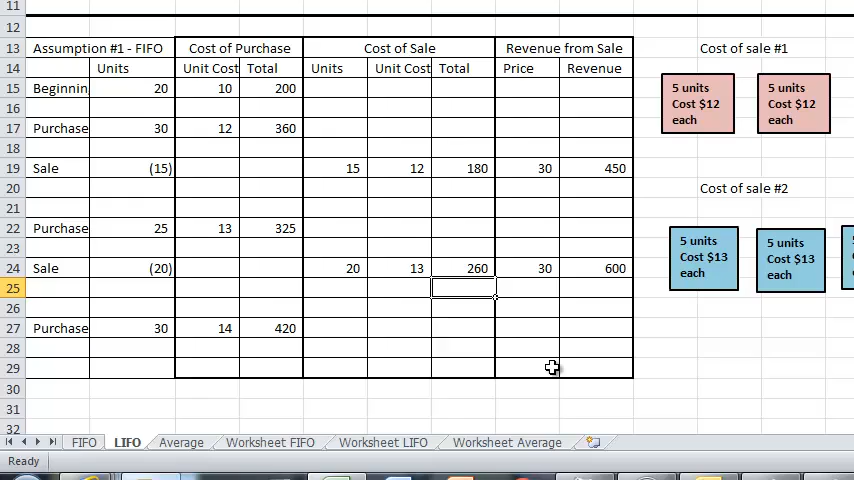 11
12
13 Assumption #1 - FIFO Cost of Purchase Cost of Sale Revenue from Sale Cost of sale #1
14 Units Unit Cost Total Units Unit Cost Total Price Revenue
15 Beginnin 20 10 200
5 units 5 units
Cost $12 Cost $12
each each
16
17 Purchase 30 12 360
18
19 Sale (15) 15 12 180 30 450
20 Cost of sale #2
21
22 Purchase 25 13 325
23
5 units 5 units 5
Cost $13 Cost $13
each each
24 Sale (20) 20 13 260 30 600
25
26
27 Purchase 30 14 420
28
29
30
31
32
FIFO LIFO Average Worksheet FIFO Worksheet LIFO Worksheet Average
Ready